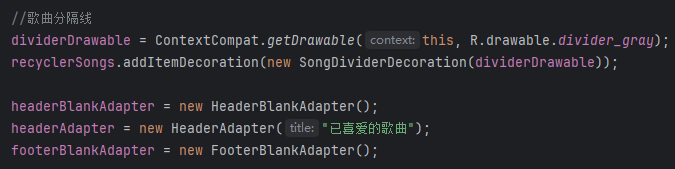 //歌曲分隔线
dividerDrawable = ContextCompat.getDrawable( context: this, R.drawable.divider_gray);
recyclerSongs.addItemDecoration(new SongDividerDecoration(dividerDrawable));
headerBlankAdapter = new HeaderBlankAdapter();
headerAdapter = new HeaderAdapter( title: "已喜爱的歌曲");
footerBlankAdapter = new FooterBlankAdapter();